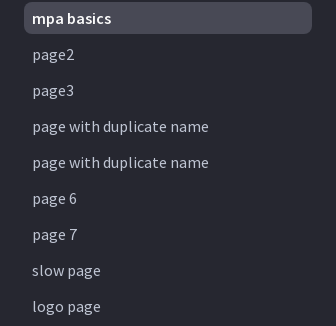 mpa basics
page2
page3
page with duplicate name
page with duplicate name
page 6
page 7
slow page
logo page